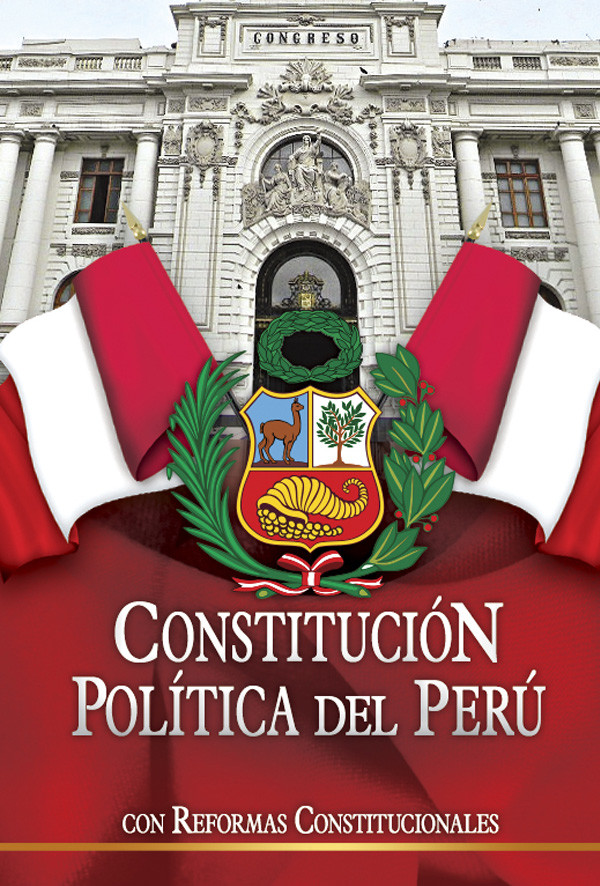 CONGRESO
CONSTITUCIÓN
POLÍTICA DEL PERÚ
CON REFORMAS CONSTITUCIONALES